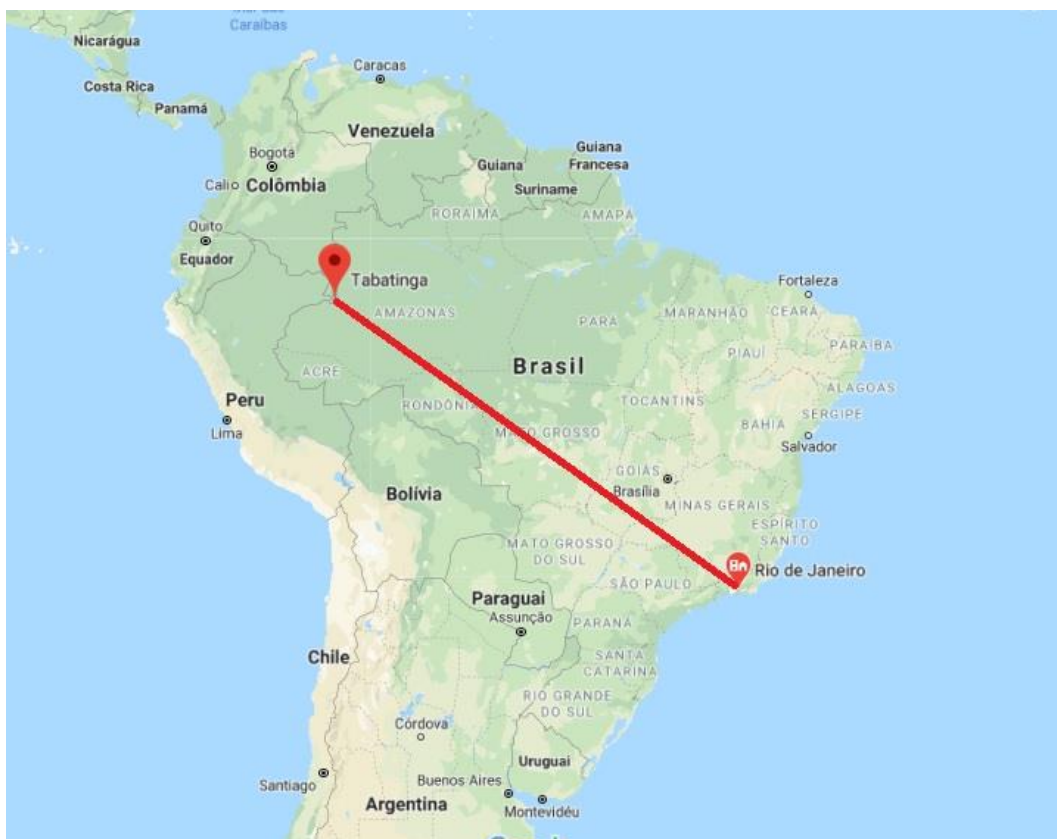 Caraíbas
Nicarágua
Caracas
Costa Rica
Panamá
Venezuela
Guiana
Guiana
Francesa
Bogotá
Suriname
Cali
Colômbia
RORAIMA
AMAPÁ
Quito
Equador
Tabatinga
Fortaleza
AMAZONAS
PARÁ
MARANHÃO
CEARÁ
PARAÍBA
PIAUÍ
Brasil
ACRE
ALAGOAS
Peru
RONDÔNIA
TOCANTINS
SERGIPE
Lima
MATO GROSSO
BAHIA
Salvador
GOIÁS
Brasília
Bolívia
MINAS GERAIS
ESPÍRITO
SANTO
MATO GROSSO
DO SUL
Rio de Janeiro
SÃO PAULO
Paraguai
Assunção
PARANÁ
Chile
SANTA
CATARINA
RIO GRANDE
DO SUL
Córdova
Uruguai
Santiago
Buenos Aires
Argentina
Montevidéu